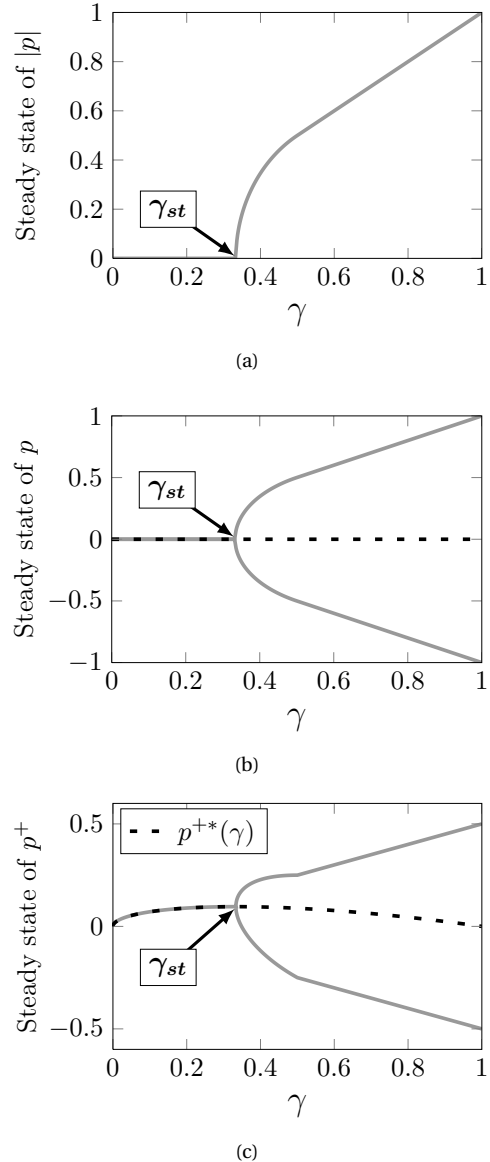 Steady state of |p|
1
0.8
0.6
0.4
0.2
0
γst
0 0.2 0.4 0.6 0.8 1
γ
(a)
Steady state of p
1
0.5
0
−0.5
−1
γst
0 0.2 0.4 0.6 0.8 1
γ
(b)
Steady state of p⁺
0.5
0
−0.5
p⁺*(γ)
γst
0 0.2 0.4 0.6 0.8 1
γ
(c)